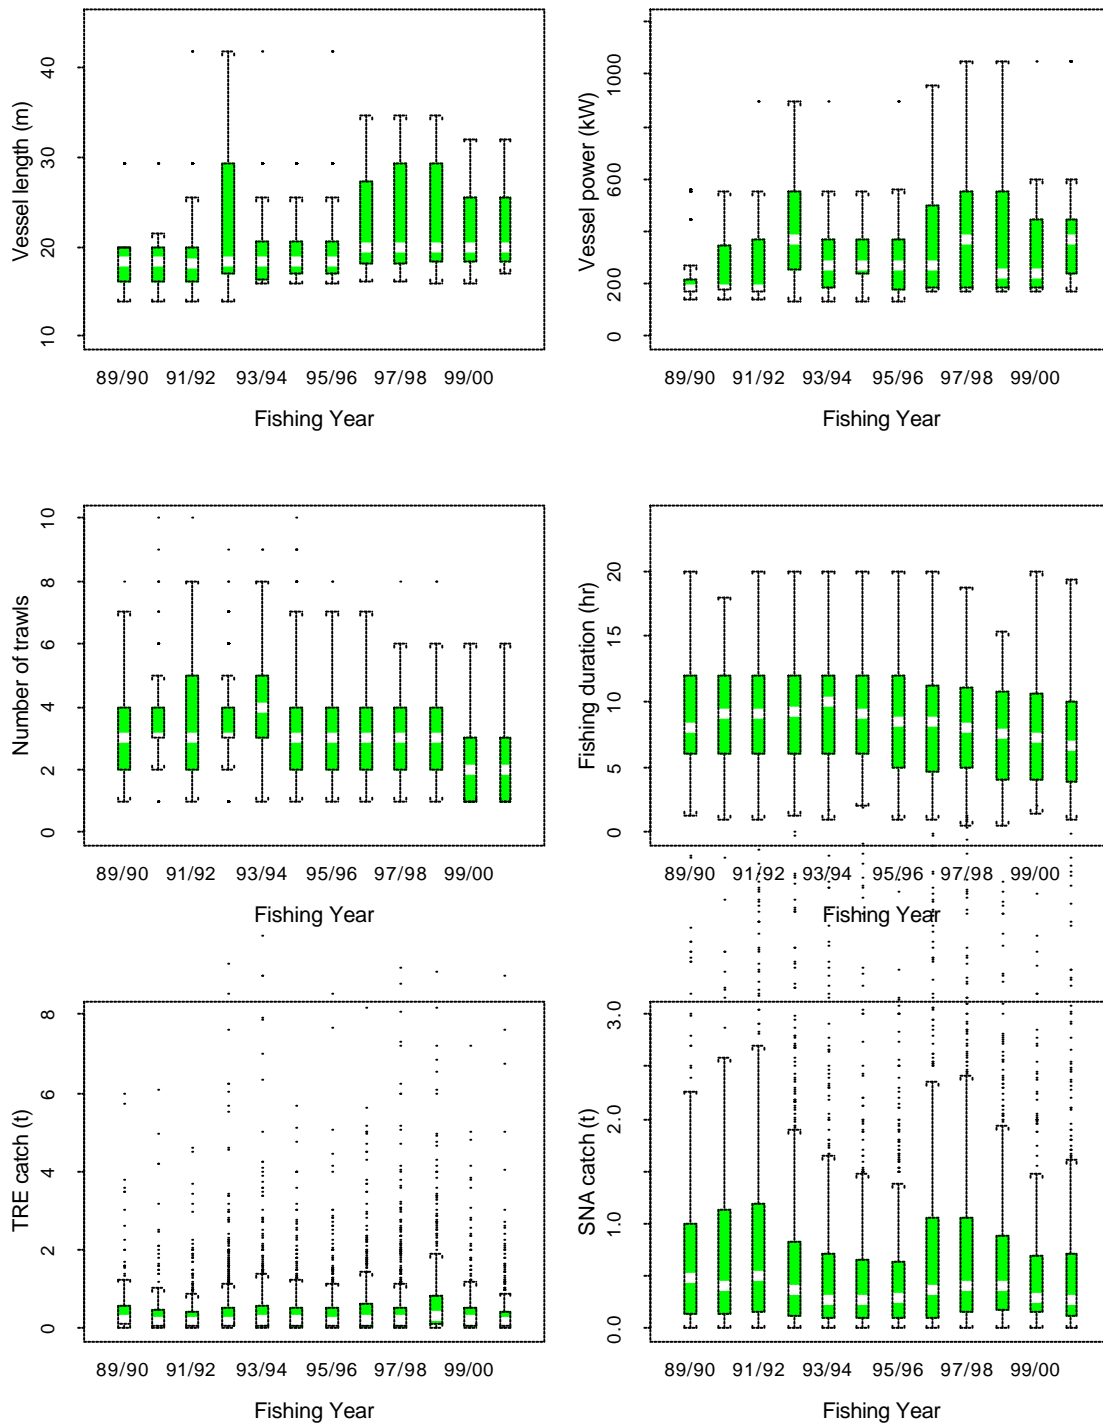 Vessel length (m)
10 20 30 40
89/90 91/92 93/94 95/96 97/98 99/00
Fishing Year
Vessel power (kW)
0 200 600 1000
89/90 91/92 93/94 95/96 97/98 99/00
Fishing Year
Number of trawls
0 2 4 6 8 10
89/90 91/92 93/94 95/96 97/98 99/00
Fishing Year
Fishing duration (hr)
0 5 10 15 20
89/90 91/92 93/94 95/96 97/98 99/00
Fishing Year
TRE catch (t)
0 2 4 6 8
89/90 91/92 93/94 95/96 97/98 99/00
Fishing Year
SNA catch (t)
0.0 1.0 2.0 3.0
89/90 91/92 93/94 95/96 97/98 99/00
Fishing Year